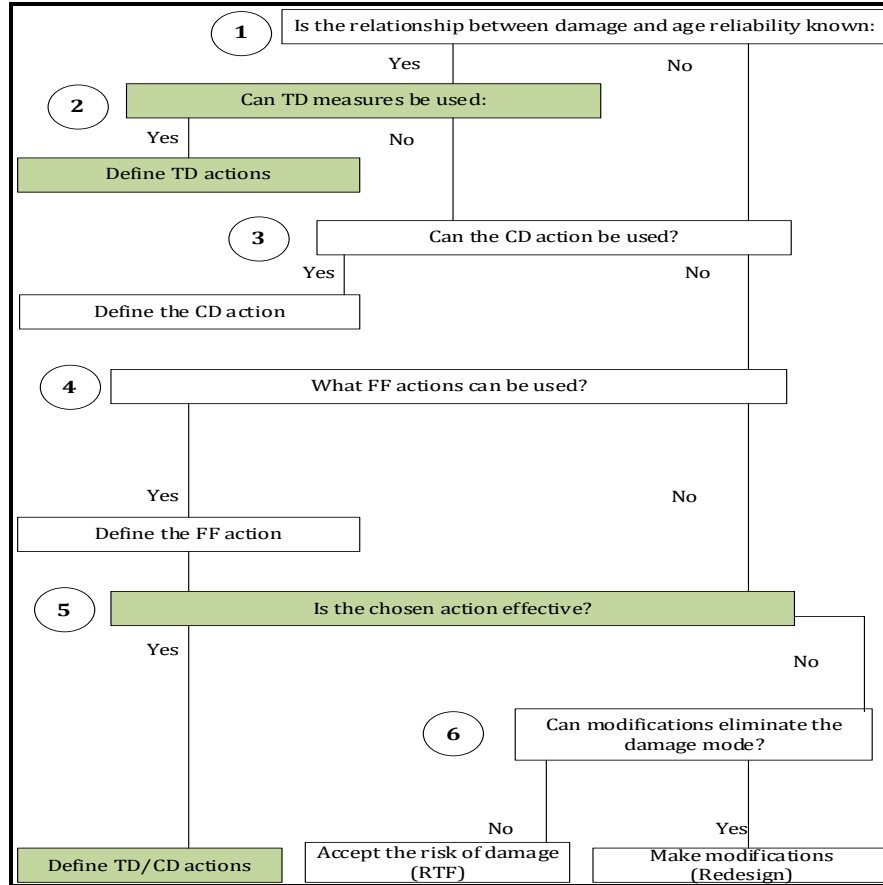 1
Is the relationship between damage and age reliability known:
Yes
No
2
Can TD measures be used:
Yes
No
Define TD actions
3
Can the CD action be used?
Yes
No
Define the CD action
4
What FF actions can be used?
Yes
No
Define the FF action
5
Is the chosen action effective?
Yes
No
6
Can modifications eliminate the
damage mode?
No
Yes
Define TD/CD actions
Accept the risk of damage
(RTF)
Make modifications
(Redesign)